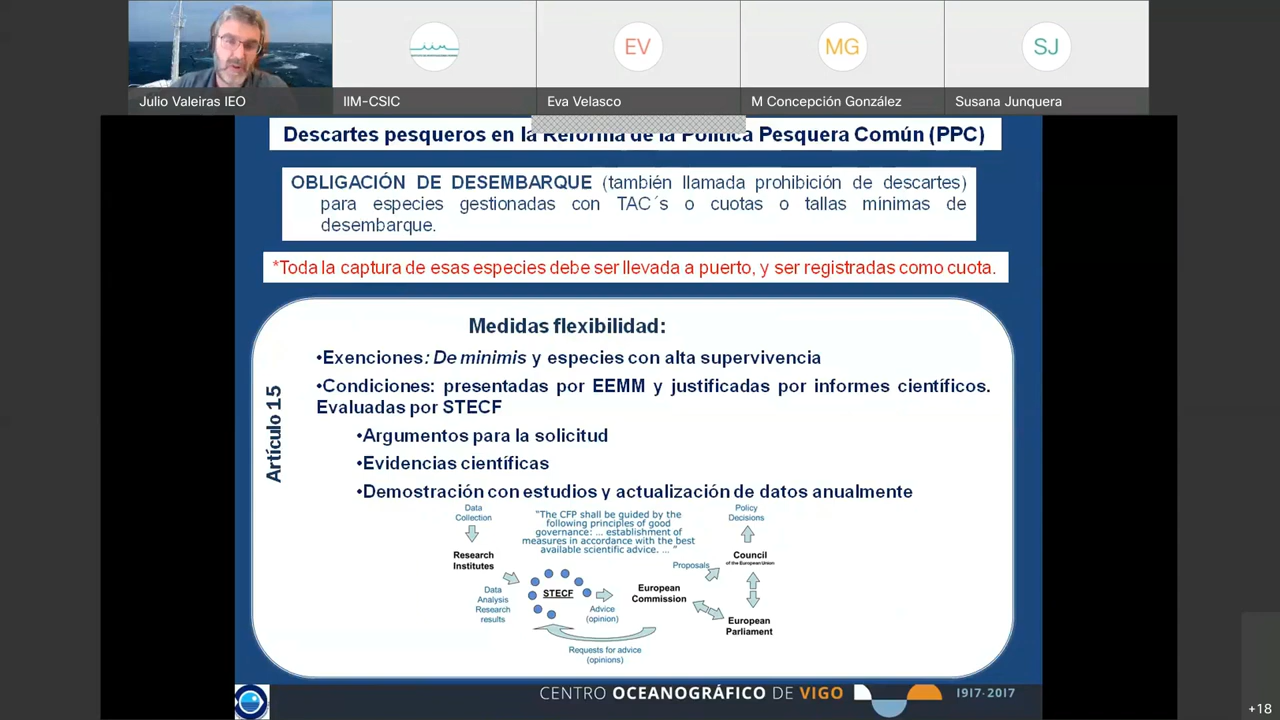 Julio Valeiras IEO
IIM-CSIC
EV
Eva Velasco
MG
M Concepción González
SJ
Susana Junquera
Descartes pesqueros en la Reforma de la Política Pesquera Común (PPC)
OBLIGACIÓN DE DESEMBARQUE (también llamada prohibición de descartes)
para especies gestionadas con TAC´s o cuotas o tallas mínimas de
desembarque.
*Toda la captura de esas especies debe ser llevada a puerto, y ser registradas como cuota.
Artículo 15
Medidas flexibilidad:
•Exenciones: De minimis y especies con alta supervivencia
•Condiciones: presentadas por EEMM y justificadas por informes científicos.
Evaluadas por STECF
•Argumentos para la solicitud
•Evidencias científicas
•Demostración con estudios y actualización de datos anualmente
Data
Collection
Research
Institutes
Data
Analysis
Research
results
"The CFP shall be guided by the
following principles of good
governance: ... establishment of
measures in accordance with the best
available scientific advice. ... "
STECF
Advice
(opinion)
Requests for advice
(opinions)
European
Commission
Proposals
Policy
Decisions
Council
of the European Union
European
Parliament
CENTRO OCEANOGRÁFICO DE VIGO
1917·2017
+18